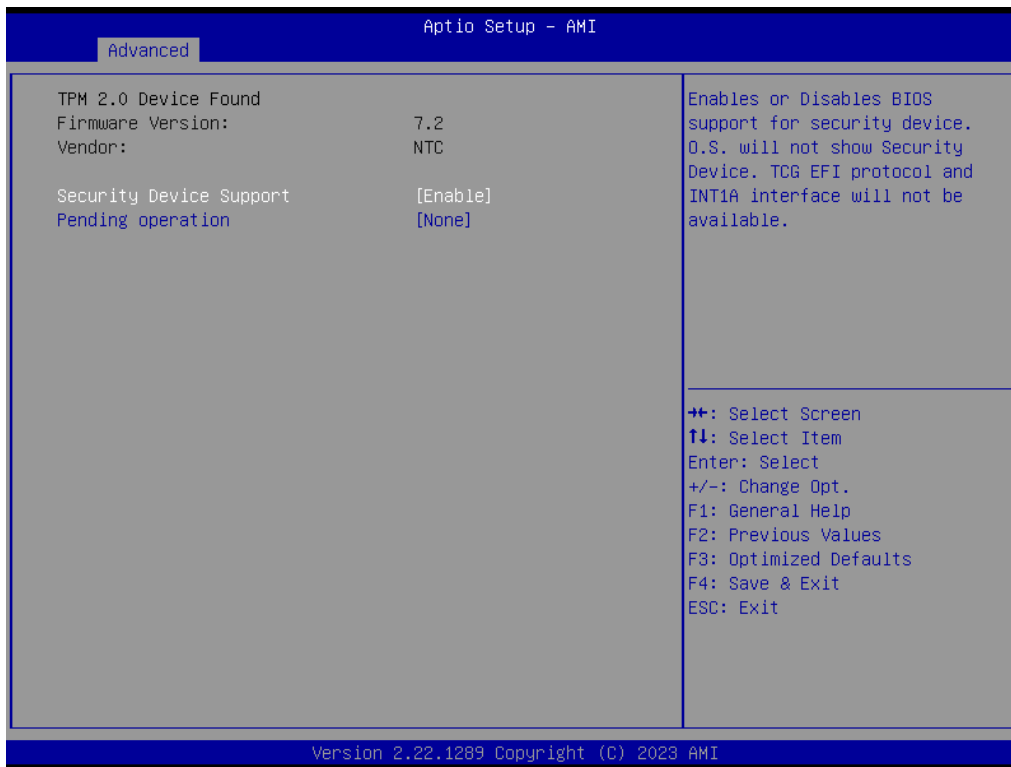 Aptio Setup – AMI
Advanced
TPM 2.0 Device Found
Firmware Version: 7.2
Vendor: NTC
Security Device Support [Enable]
Pending operation [None]
Enables or Disables BIOS
support for security device.
O.S. will not show Security
Device. TCG EFI protocol and
INT1A interface will not be
available.
→←: Select Screen
↑↓: Select Item
Enter: Select
+/-: Change Opt.
F1: General Help
F2: Previous Values
F3: Optimized Defaults
F4: Save & Exit
ESC: Exit
Version 2.22.1289 Copyright (C) 2023 AMI